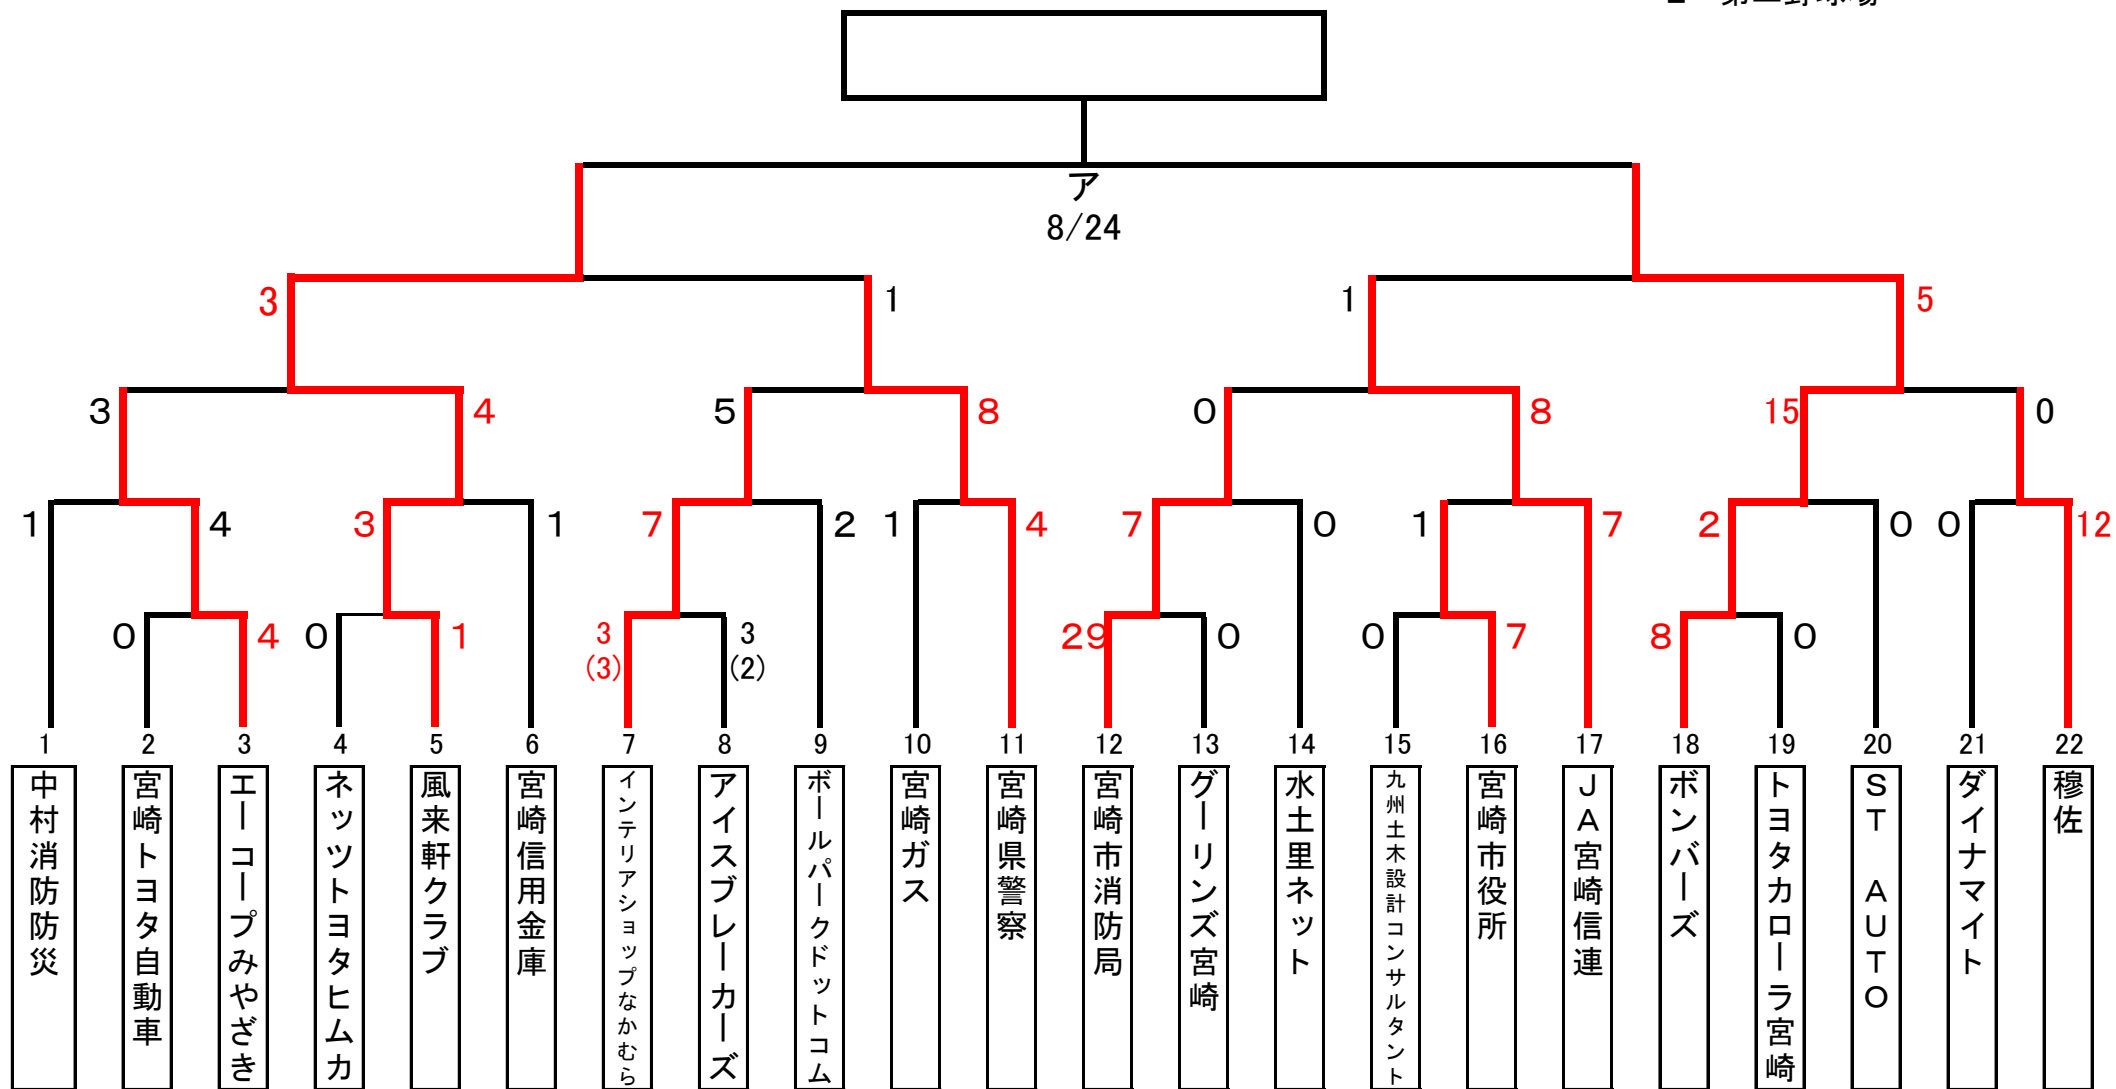 ア
8/24
3
1
1
5
3
4
5
8
0
8
15
0
1
4
3
1
7
2
1
4
7
0
1
7
2
0
0
12
0
4
0
1
3
(3)
3
(2)
29
0
0
7
8
0
1
2
3
4
5
6
7
8
9
10
11
12
13
14
15
16
17
18
19
20
21
22
中村消防防災
宮崎トヨタ自動車
エーコープみやざき
ネッツトヨタヒムカ
風来軒クラブ
宮崎信用金庫
インテリアショップなかむら
アイスブレーカーズ
ボールパークドットコム
宮崎ガス
宮崎県警察
宮崎市消防局
グーリンズ宮崎
水土里ネット
九州土木設計コンサルタント
宮崎市役所
JA宮崎信連
ボンバーズ
トヨタカローラ宮崎
ST AUTO
ダイナマイト
穆佐